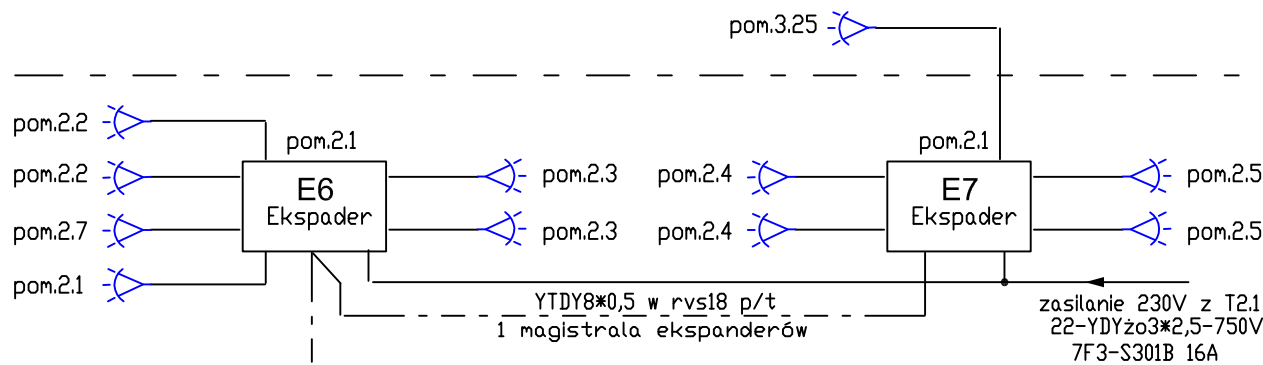 pom.3.25
pom.2.2
pom.2.1
pom.2.1
pom.2.2
E6
pom.2.3
pom.2.4
E7
pom.2.5
Ekspader
Ekspader
pom.2.7
pom.2.3
pom.2.4
pom.2.5
pom.2.1
YTDY8*0,5 w rvs18 p/t
1 magistrala ekspanderów
zasilanie 230V z T2.1
22-YDYżo3*2,5-750V
7F3-S301B 16A